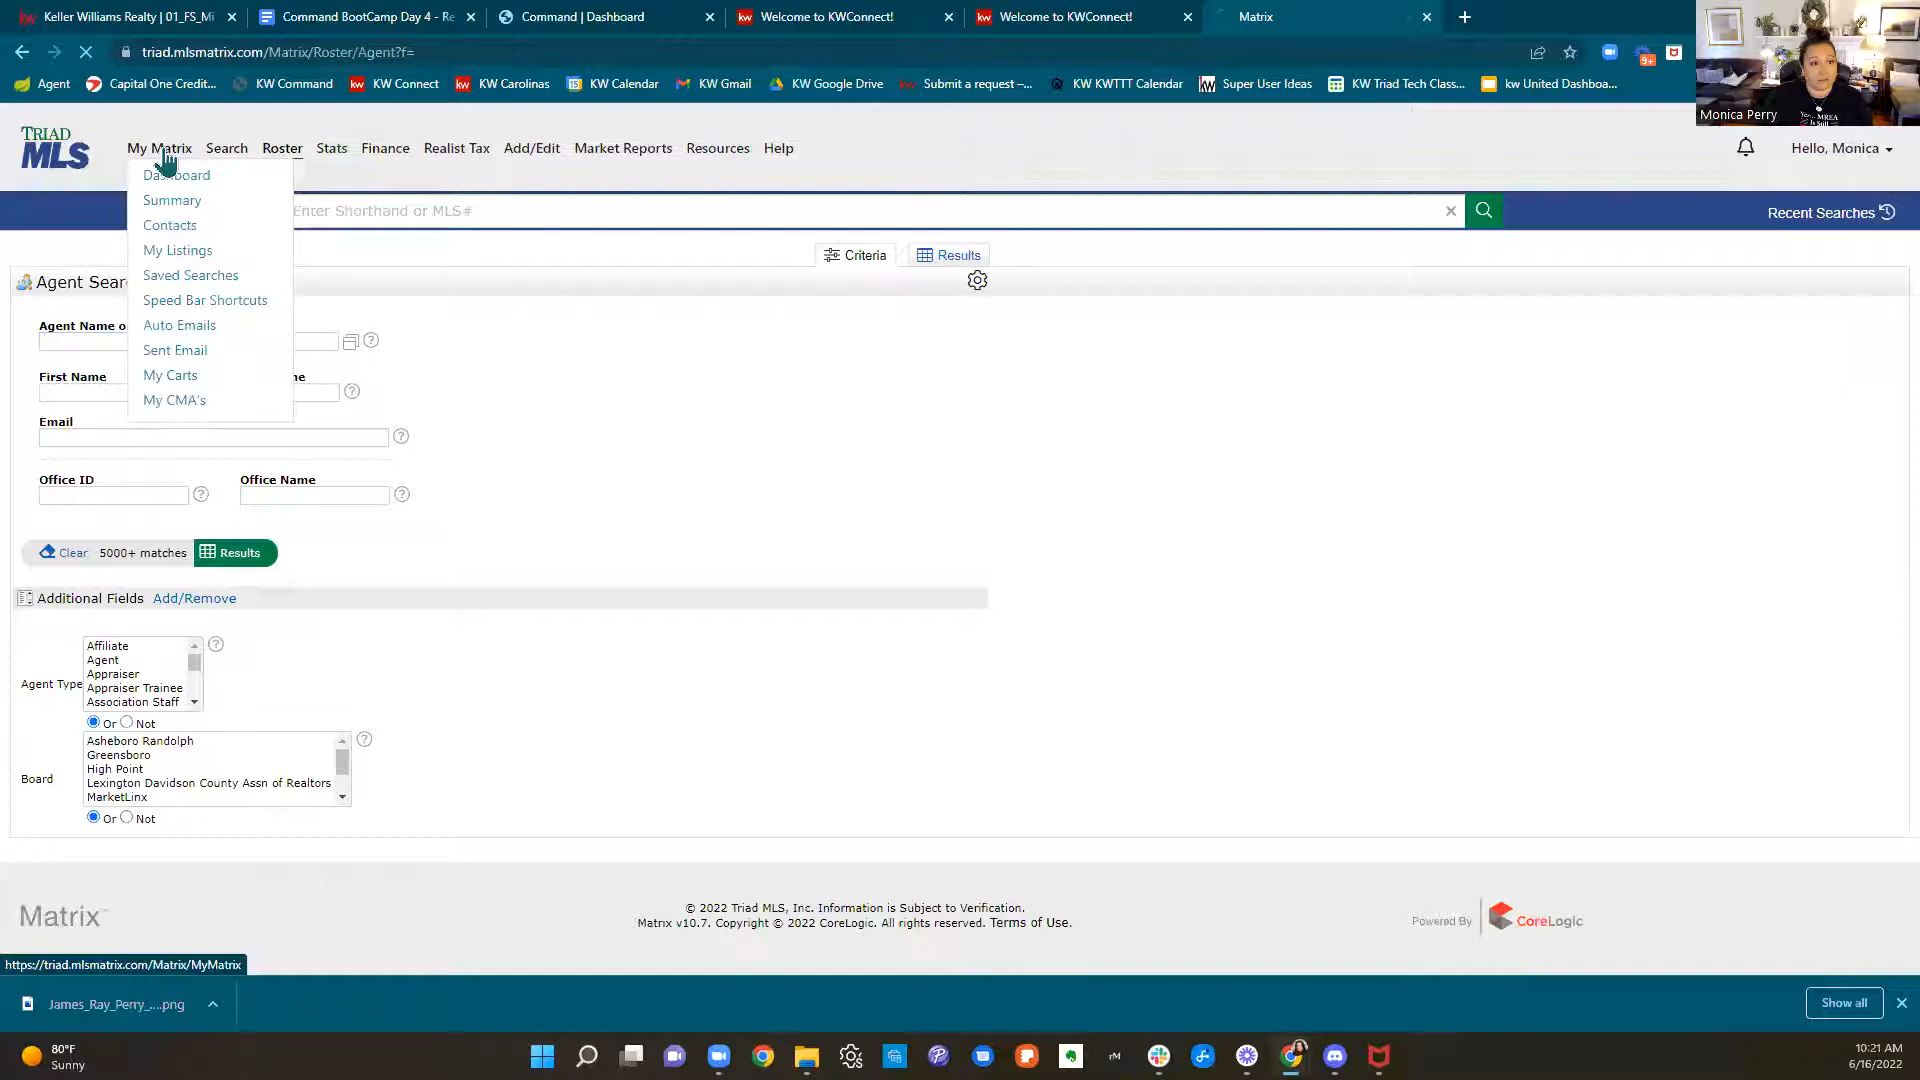 Keller Williams Realty | 01_FS_Mi
Command BootCamp Day 4 - Re
Command | Dashboard
kw Welcome to KWConnect!
kw Welcome to KWConnect!
Matrix
triad.mlsmatrix.com/Matrix/Roster/Agent?f=
9+
Agent
Capital One Credit...
KW Command
kw KW Connect
kw KW Carolinas
KW Calendar
KW Gmail
KW Google Drive
Submit a request –...
KW KWTTT Calendar
Super User Ideas
KW Triad Tech Class...
kw United Dashboa...
Monica Perry
TRIAD
MLS
My Matrix
Search
Roster
Stats
Finance
Realist Tax
Add/Edit
Market Reports
Resources
Help
Hello, Monica
Dashboard
Summary
Contacts
My Listings
Saved Searches
Speed Bar Shortcuts
Auto Emails
Sent Email
My Carts
My CMA's
Enter Shorthand or MLS#
Recent Searches
Criteria
Results
Agent Sear
Agent Name o
First Name
me
Email
Office ID
Office Name
Clear
5000+ matches
Results
Additional Fields
Add/Remove
Agent Type
Affiliate
Agent
Appraiser
Appraiser Trainee
Association Staff
Or
Not
Board
Asheboro Randolph
Greensboro
High Point
Lexington Davidson County Assn of Realtors
MarketLinx
Or
Not
Matrix
© 2022 Triad MLS, Inc. Information is Subject to Verification.
Matrix v10.7. Copyright © 2022 CoreLogic. All rights reserved. Terms of Use.
Powered By
CoreLogic
https://triad.mlsmatrix.com/Matrix/MyMatrix
James_Ray_Perry_....png
Show all
80°F
Sunny
rM
10:21 AM
6/16/2022